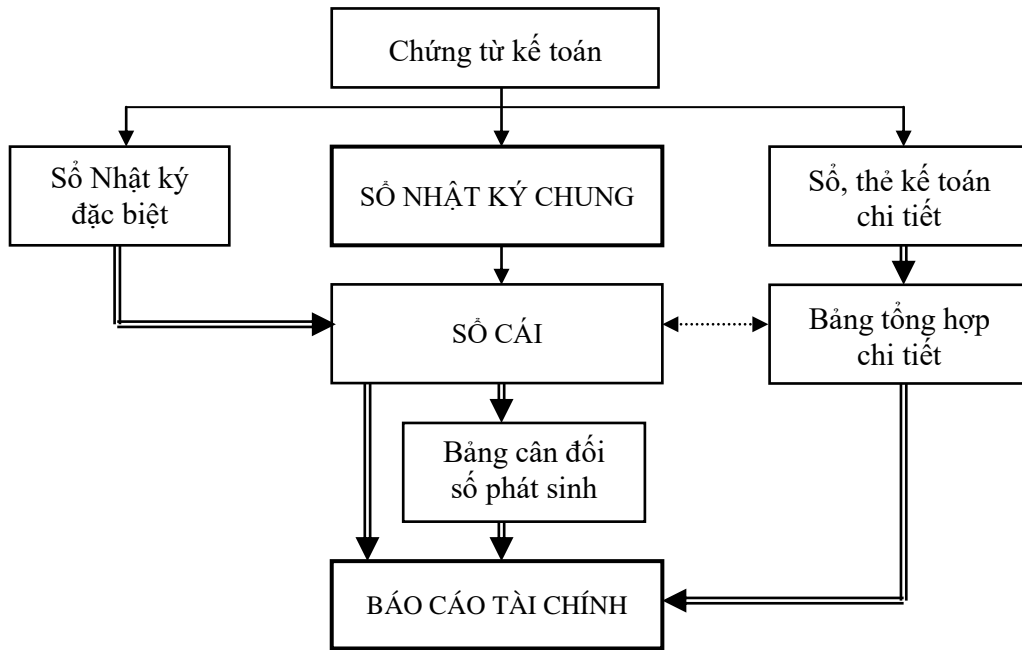 Chứng từ kế toán
Sổ Nhật ký
đặc biệt
SỔ NHẬT KÝ CHUNG
Sổ, thẻ kế toán
chi tiết
SỔ CÁI
Bảng tổng hợp
chi tiết
Bảng cân đối
số phát sinh
BÁO CÁO TÀI CHÍNH